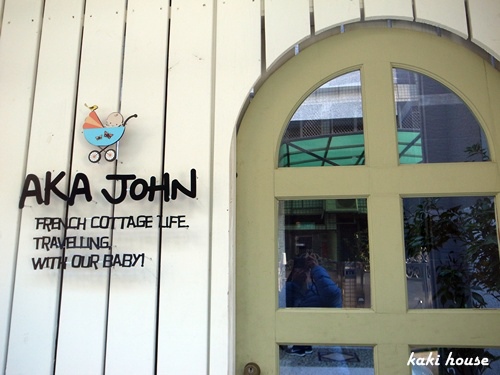 AKA JOHN
FRENCH COTTAGE LIFE,
TRAVELLING,
WITH OUR BABY!
kaki house